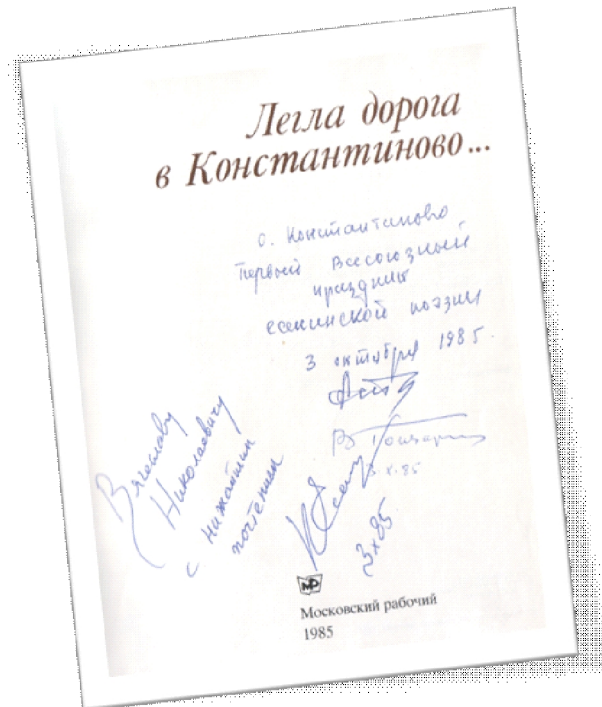 Легла дорога
в Константиново...
с. Константиново
Первый Всесоюзный
праздник
есенинской поэзии
3 октября 1985 г.
3.X.85
Вячеславу
Николаевичу
с нижайшим
почтением
3 X 85
МР
Московский рабочий
1985